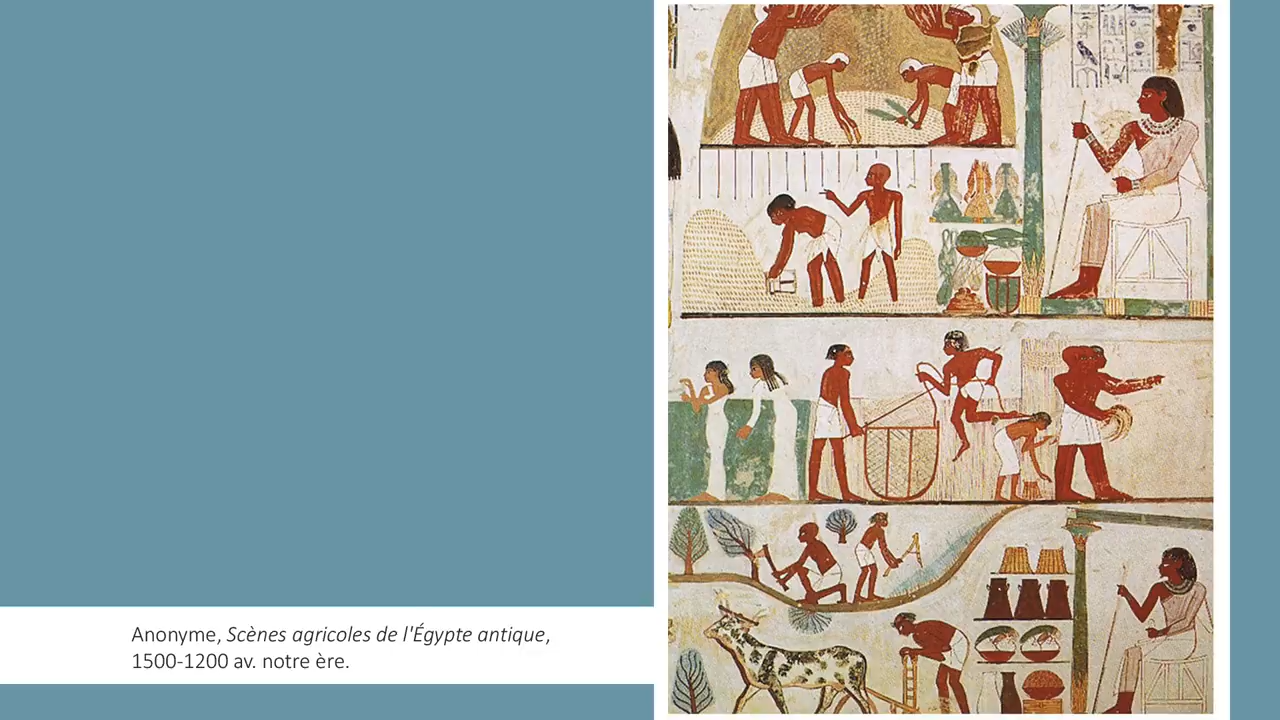 Anonyme, Scènes agricoles de l'Égypte antique,
1500-1200 av. notre ère.